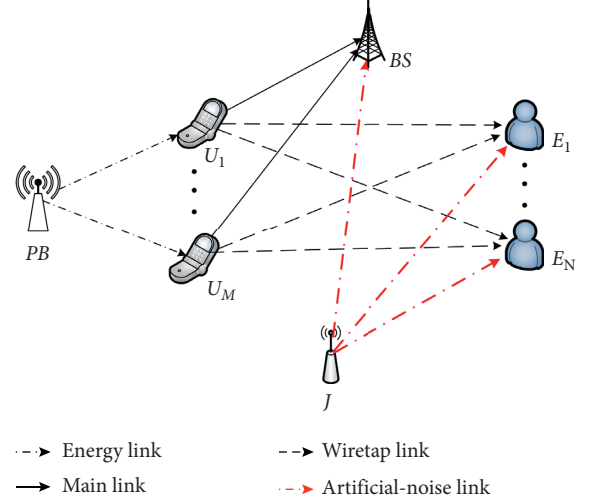 BS
U1
E1
PB
UM
EN
J
Energy link
Wiretap link
Main link
Artificial-noise link